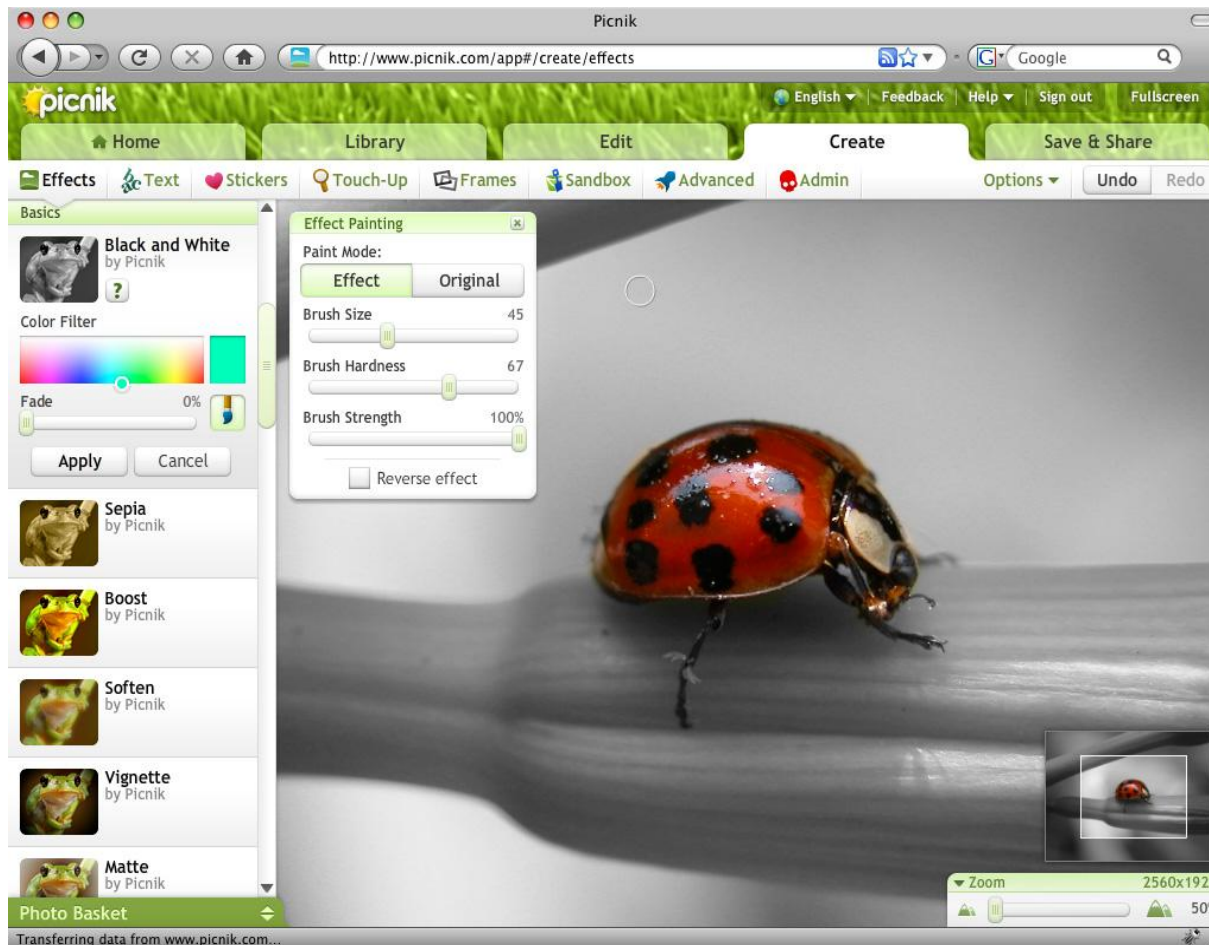 Picnik
http://www.picnik.com/app#/create/effects
G Google
picnik
English Feedback Help Sign out Fullscreen
Home Library Edit Create Save & Share
Effects Text Stickers Touch-Up Frames Sandbox Advanced Admin Options Undo Redo
Basics
Black and White
by Picnik
?
Color Filter
Fade 0%
Apply Cancel
Sepia
by Picnik
Boost
by Picnik
Soften
by Picnik
Vignette
by Picnik
Matte
by Picnik
Photo Basket
Effect Painting
Paint Mode:
Effect Original
Brush Size 45
Brush Hardness 67
Brush Strength 100%
Reverse effect
Zoom 2560x192
50%
Transferring data from www.picnik.com...